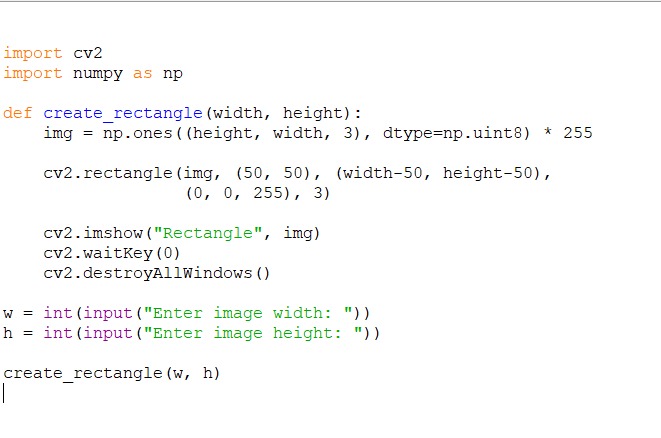 import cv2
import numpy as np
def create_rectangle(width, height):
    img = np.ones((height, width, 3), dtype=np.uint8) * 255
    cv2.rectangle(img, (50, 50), (width-50, height-50),
                  (0, 0, 255), 3)
    cv2.imshow("Rectangle", img)
    cv2.waitKey(0)
    cv2.destroyAllWindows()
w = int(input("Enter image width: "))
h = int(input("Enter image height: "))
create_rectangle(w, h)